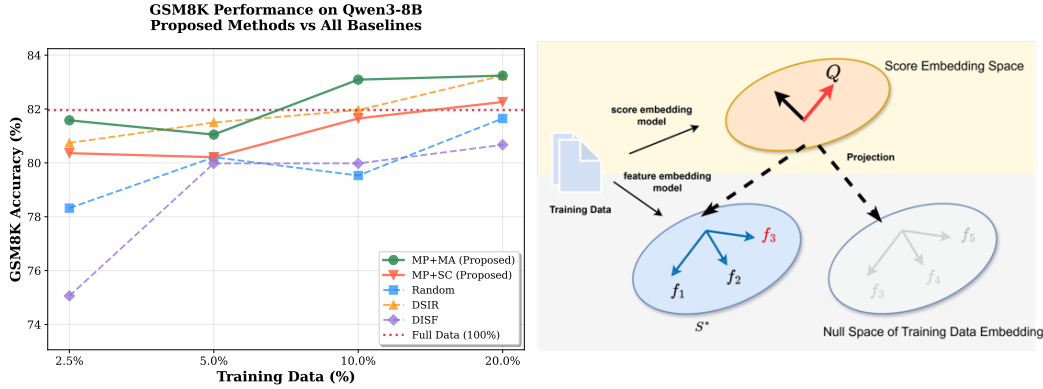 GSM8K Performance on Qwen3-8B
Proposed Methods vs All Baselines
GSM8K Accuracy (%)
84
82
80
78
76
74
2.5%
5.0%
10.0%
20.0%
Training Data (%)
MP+MA (Proposed)
MP+SC (Proposed)
Random
DSIR
DISF
Full Data (100%)
Score Embedding Space
Q
score embedding
model
Projection
feature embedding
model
Training Data
f₁
f₂
f₃
S*
f₃
f₄
f₅
Null Space of Training Data Embedding